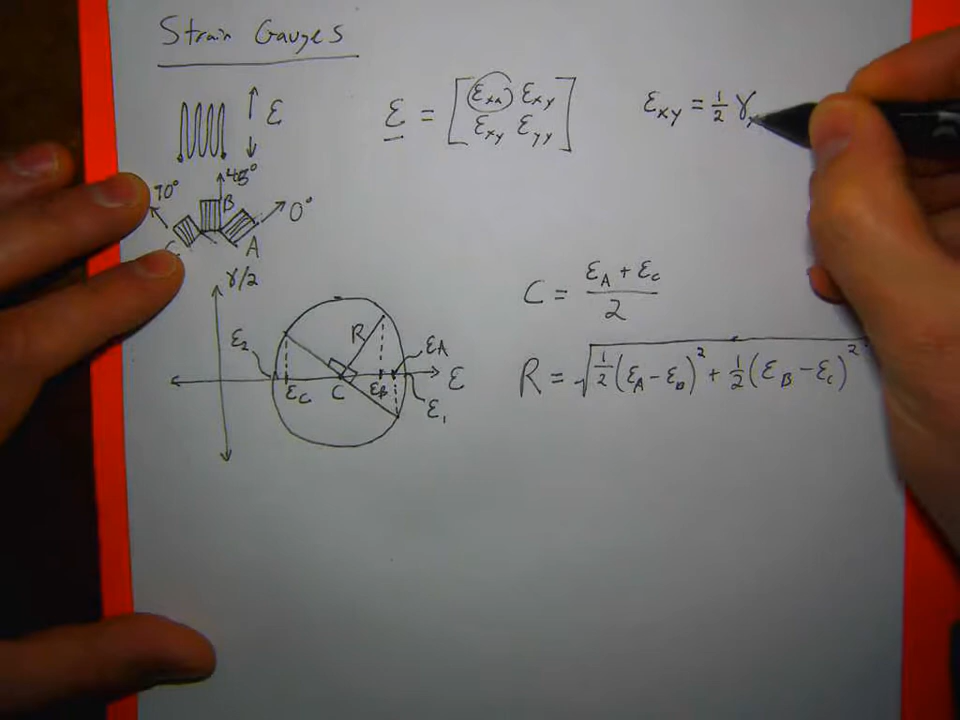 Strain Gauges
ε
ε = [ εxx εxy
εxy εyy ]
εxy = 1/2 γ
90° 45° 0°
C B A
γ/2
C = (εA + εC) / 2
R = √(1/2 (εA - εB)² + 1/2 (εB - εC)²)
ε2 R εA
εC C εB ε
ε1